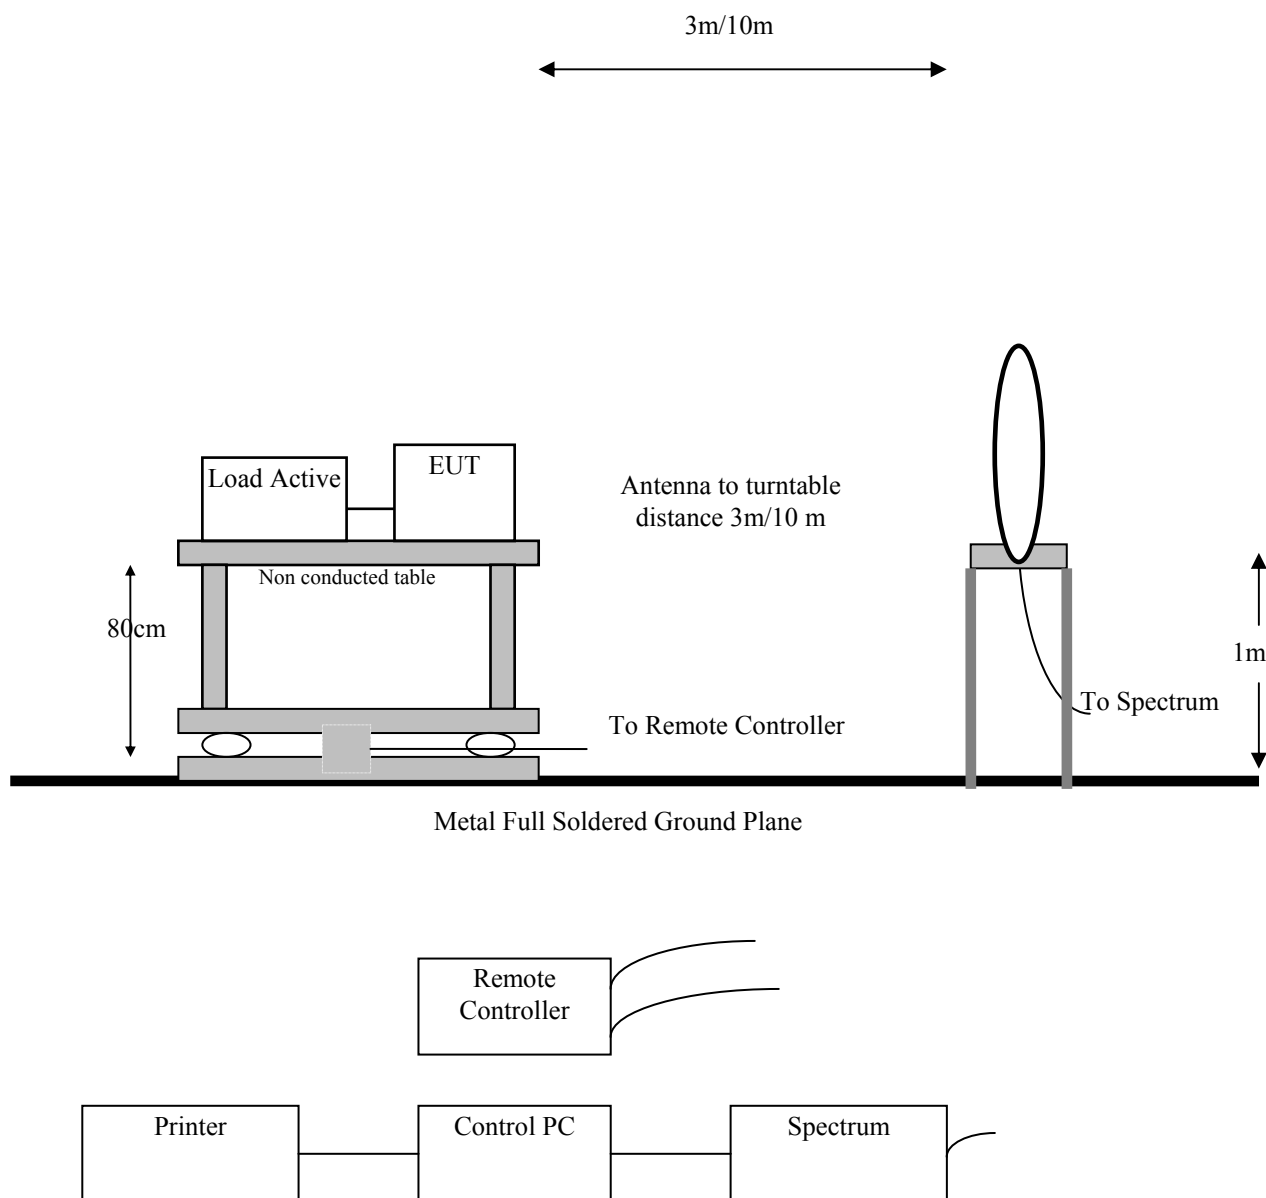 3m/10m
Load Active
EUT
Antenna to turntable
distance 3m/10 m
Non conducted table
80cm
1m
To Spectrum
To Remote Controller
Metal Full Soldered Ground Plane
Remote
Controller
Printer
Control PC
Spectrum